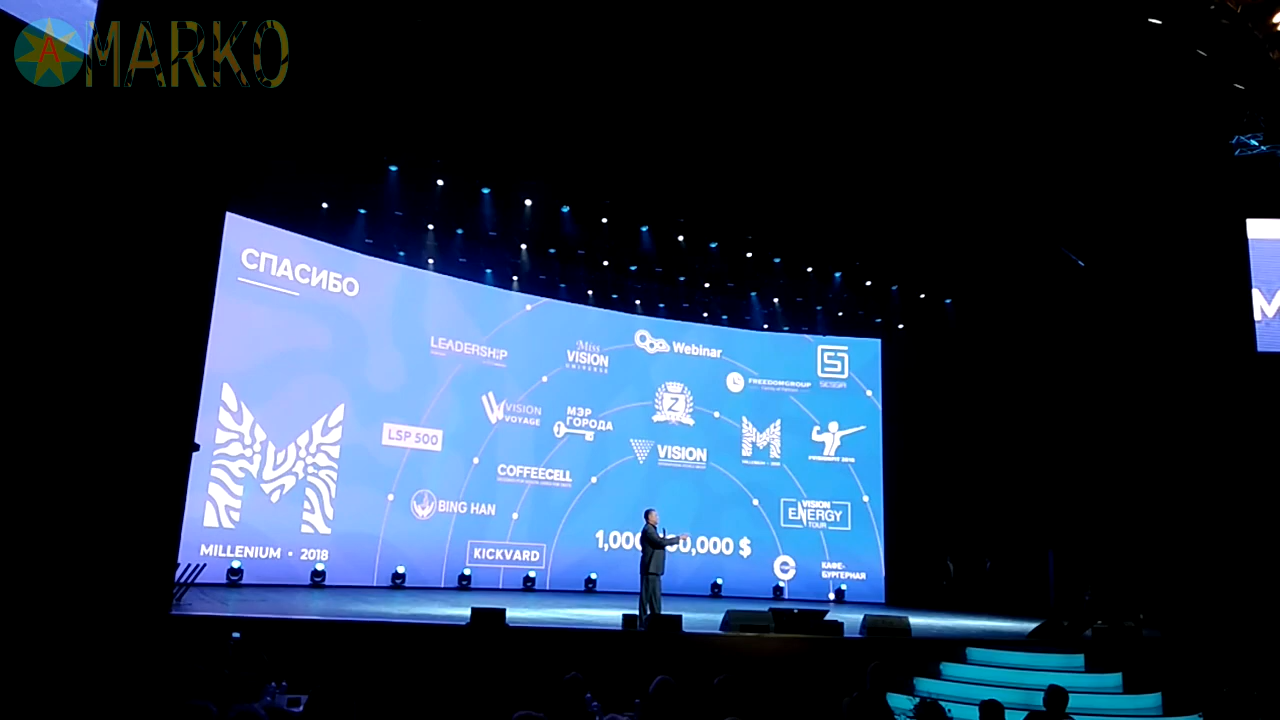 A MARKO
СПАСИБО
LEADERSHIP
Miss
VISION
UNIVERSE
Webinar
FREEDOMGROUP
VISION
VOYAGE
МЭР
ГОРОДА
Z
LSP 500
VISION
M
COFFEECELL
BING HAN
VISION
ENERGY
TOUR
KICKVARD
КАФЕ-
БУРГЕРНАЯ
MILLENIUM • 2018